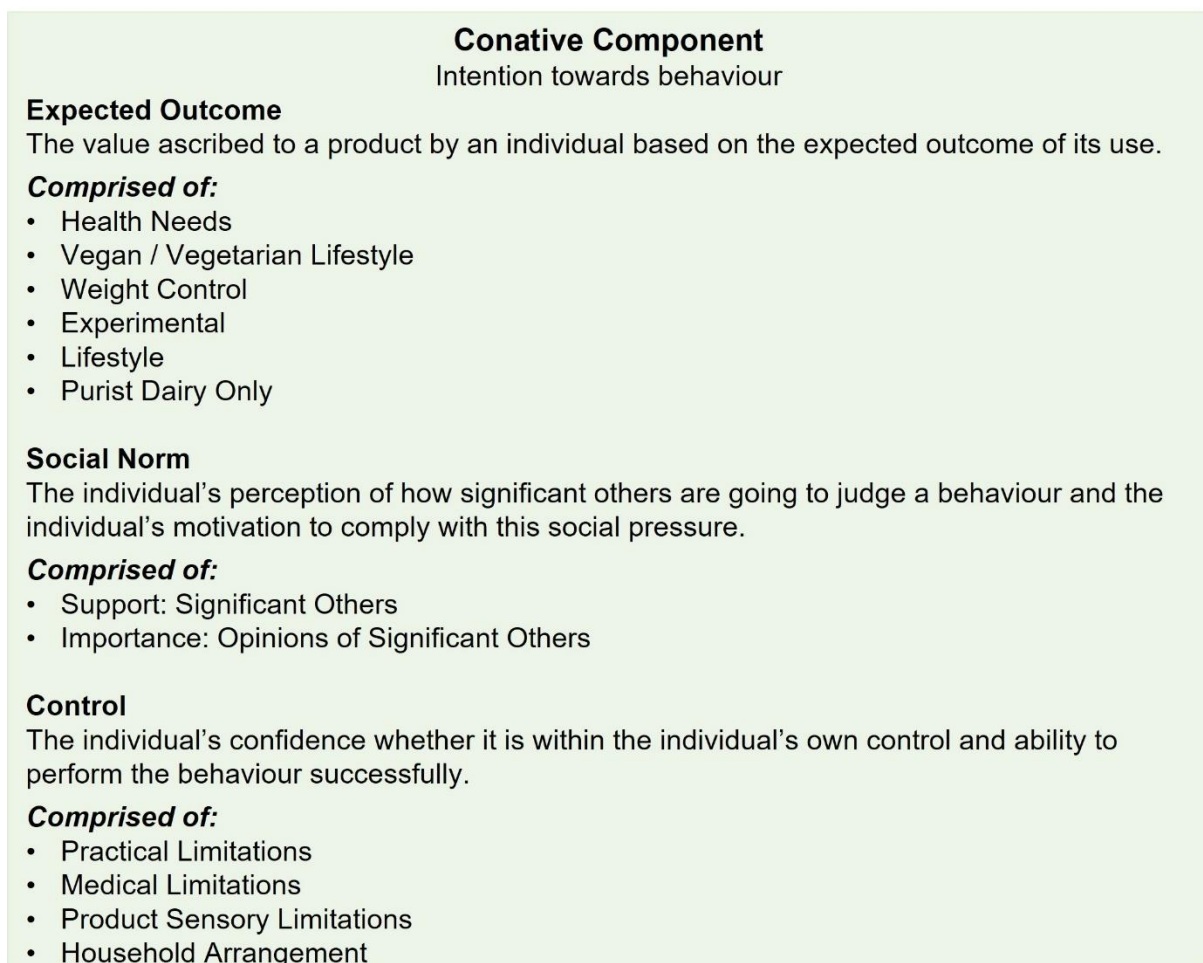 Conative Component
Intention towards behaviour
Expected Outcome
The value ascribed to a product by an individual based on the expected outcome of its use.
Comprised of:
• Health Needs
• Vegan / Vegetarian Lifestyle
• Weight Control
• Experimental
• Lifestyle
• Purist Dairy Only
Social Norm
The individual’s perception of how significant others are going to judge a behaviour and the
individual’s motivation to comply with this social pressure.
Comprised of:
• Support: Significant Others
• Importance: Opinions of Significant Others
Control
The individual’s confidence whether it is within the individual’s own control and ability to
perform the behaviour successfully.
Comprised of:
• Practical Limitations
• Medical Limitations
• Product Sensory Limitations
• Household Arrangement